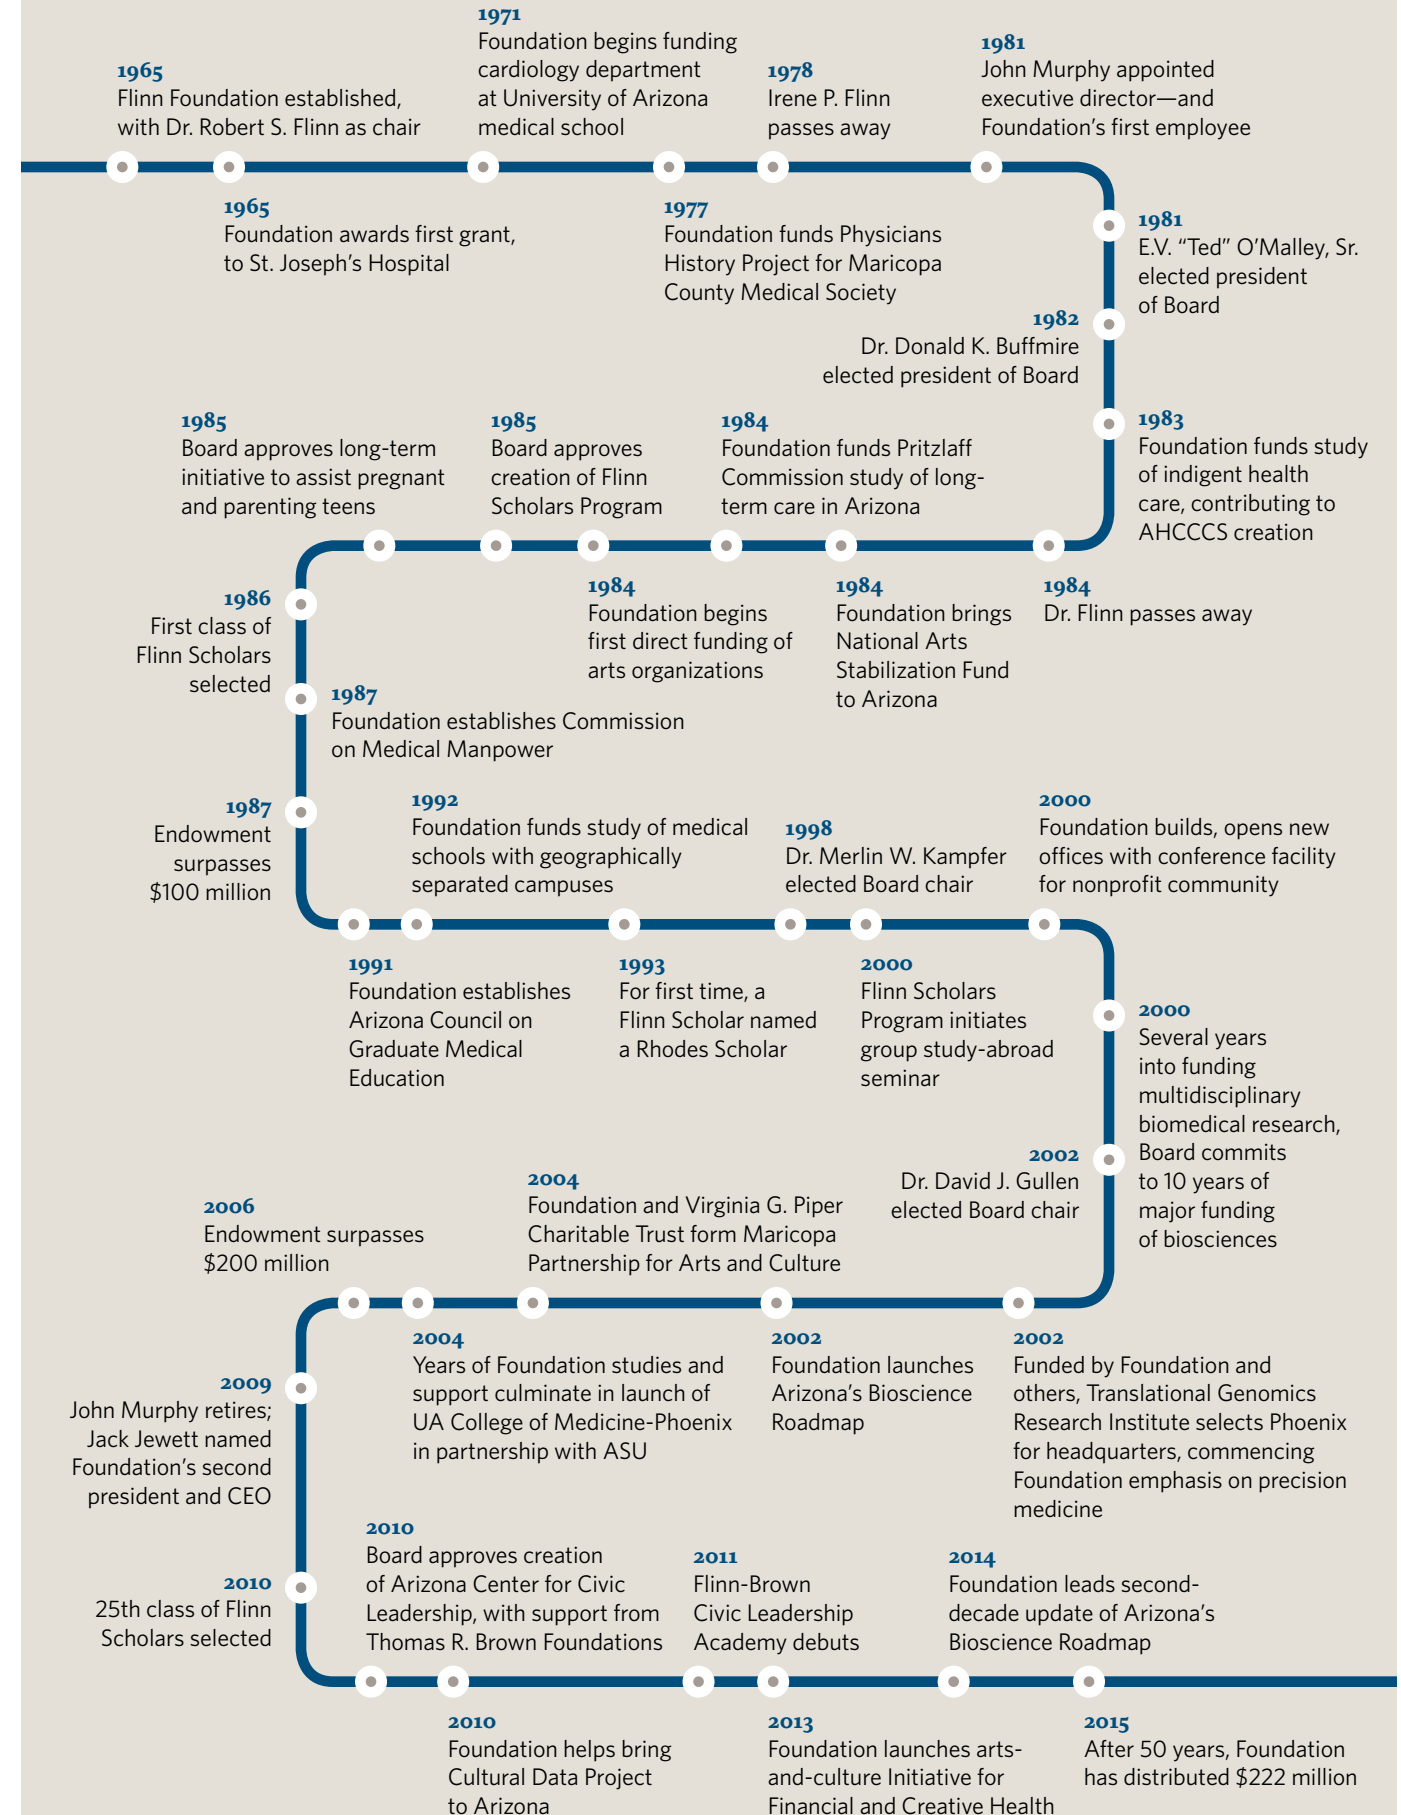 1965
Flinn Foundation established,
with Dr. Robert S. Flinn as chair
1965
Foundation awards first grant,
to St. Joseph's Hospital
1971
Foundation begins funding
cardiology department
at University of Arizona
medical school
1977
Foundation funds Physicians
History Project for Maricopa
County Medical Society
1978
Irene P. Flinn
passes away
1981
John Murphy appointed
executive director—and
Foundation's first employee
1981
E.V. “Ted” O'Malley, Sr.
elected president
of Board
1982
Dr. Donald K. Buffmire
elected president of Board
1983
Foundation funds study
of indigent health
care, contributing to
AHCCCS creation
1984
Dr. Flinn passes away
1984
Foundation brings
National Arts
Stabilization Fund
to Arizona
1984
Foundation funds Pritzlaff
Commission study of long-
term care in Arizona
1984
Foundation begins
first direct funding of
arts organizations
1985
Board approves
creation of Flinn
Scholars Program
1985
Board approves long-term
initiative to assist pregnant
and parenting teens
1986
First class of
Flinn Scholars
selected
1987
Foundation establishes Commission
on Medical Manpower
1987
Endowment
surpasses
$100 million
1991
Foundation establishes
Arizona Council on
Graduate Medical
Education
1992
Foundation funds study of medical
schools with geographically
separated campuses
1993
For first time, a
Flinn Scholar named
a Rhodes Scholar
1998
Dr. Merlin W. Kampfer
elected Board chair
2000
Flinn Scholars
Program initiates
group study-abroad
seminar
2000
Foundation builds, opens new
offices with conference facility
for nonprofit community
2000
Several years
into funding
multidisciplinary
biomedical research,
Board commits
to 10 years of
major funding
of biosciences
2002
Dr. David J. Gullen
elected Board chair
2002
Funded by Foundation and
others, Translational Genomics
Research Institute selects Phoenix
for headquarters, commencing
Foundation emphasis on precision
medicine
2002
Foundation launches
Arizona's Bioscience
Roadmap
2004
Foundation and Virginia G. Piper
Charitable Trust form Maricopa
Partnership for Arts and Culture
2004
Years of Foundation studies and
support culminate in launch of
UA College of Medicine-Phoenix
in partnership with ASU
2006
Endowment surpasses
$200 million
2009
John Murphy retires;
Jack Jewett named
Foundation's second
president and CEO
2010
25th class of Flinn
Scholars selected
2010
Board approves creation
of Arizona Center for Civic
Leadership, with support from
Thomas R. Brown Foundations
2010
Foundation helps bring
Cultural Data Project
to Arizona
2011
Flinn-Brown
Civic Leadership
Academy debuts
2013
Foundation launches arts-
and-culture Initiative for
Financial and Creative Health
2014
Foundation leads second-
decade update of Arizona's
Bioscience Roadmap
2015
After 50 years, Foundation
has distributed $222 million